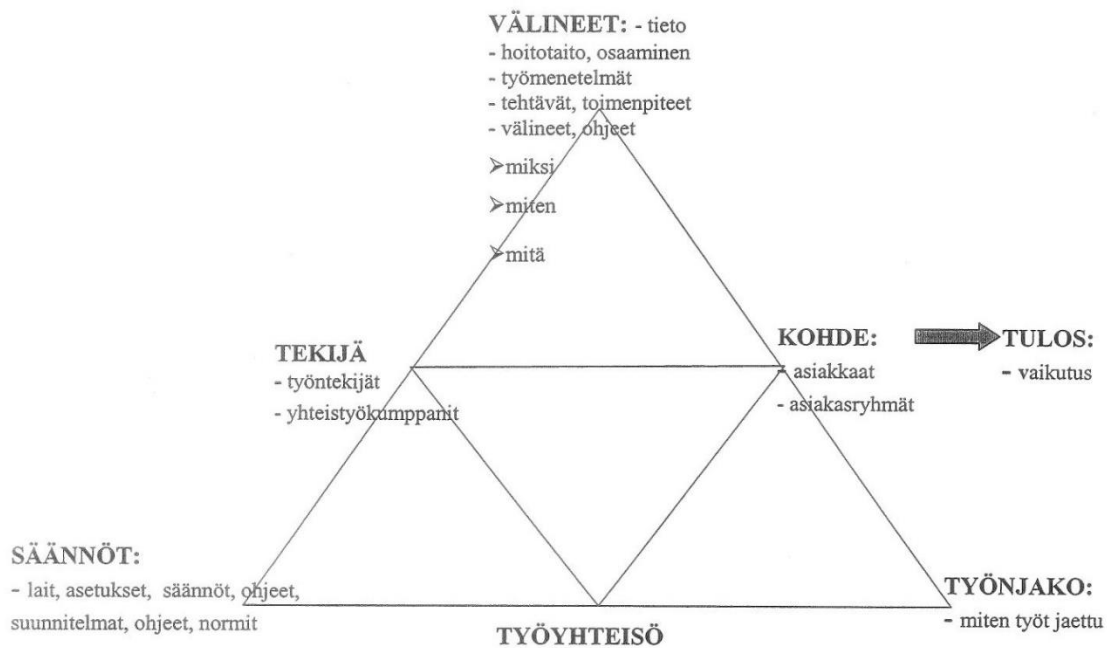 VÄLINEET: - tieto
- hoitotaito, osaaminen
- työmenetelmät
- tehtävät, toimenpiteet
- välineet, ohjeet
➢miksi
➢miten
➢mitä
TEKIJÄ
- työntekijät
- yhteistyökumppanit
KOHDE:
- asiakkaat
- asiakasryhmät
TULOS:
- vaikutus
SÄÄNNÖT:
- lait, asetukset, säännöt, ohjeet,
suunnitelmat, ohjeet, normit
TYÖYHTEISÖ
TYÖNJAKO:
- miten työt jaettu